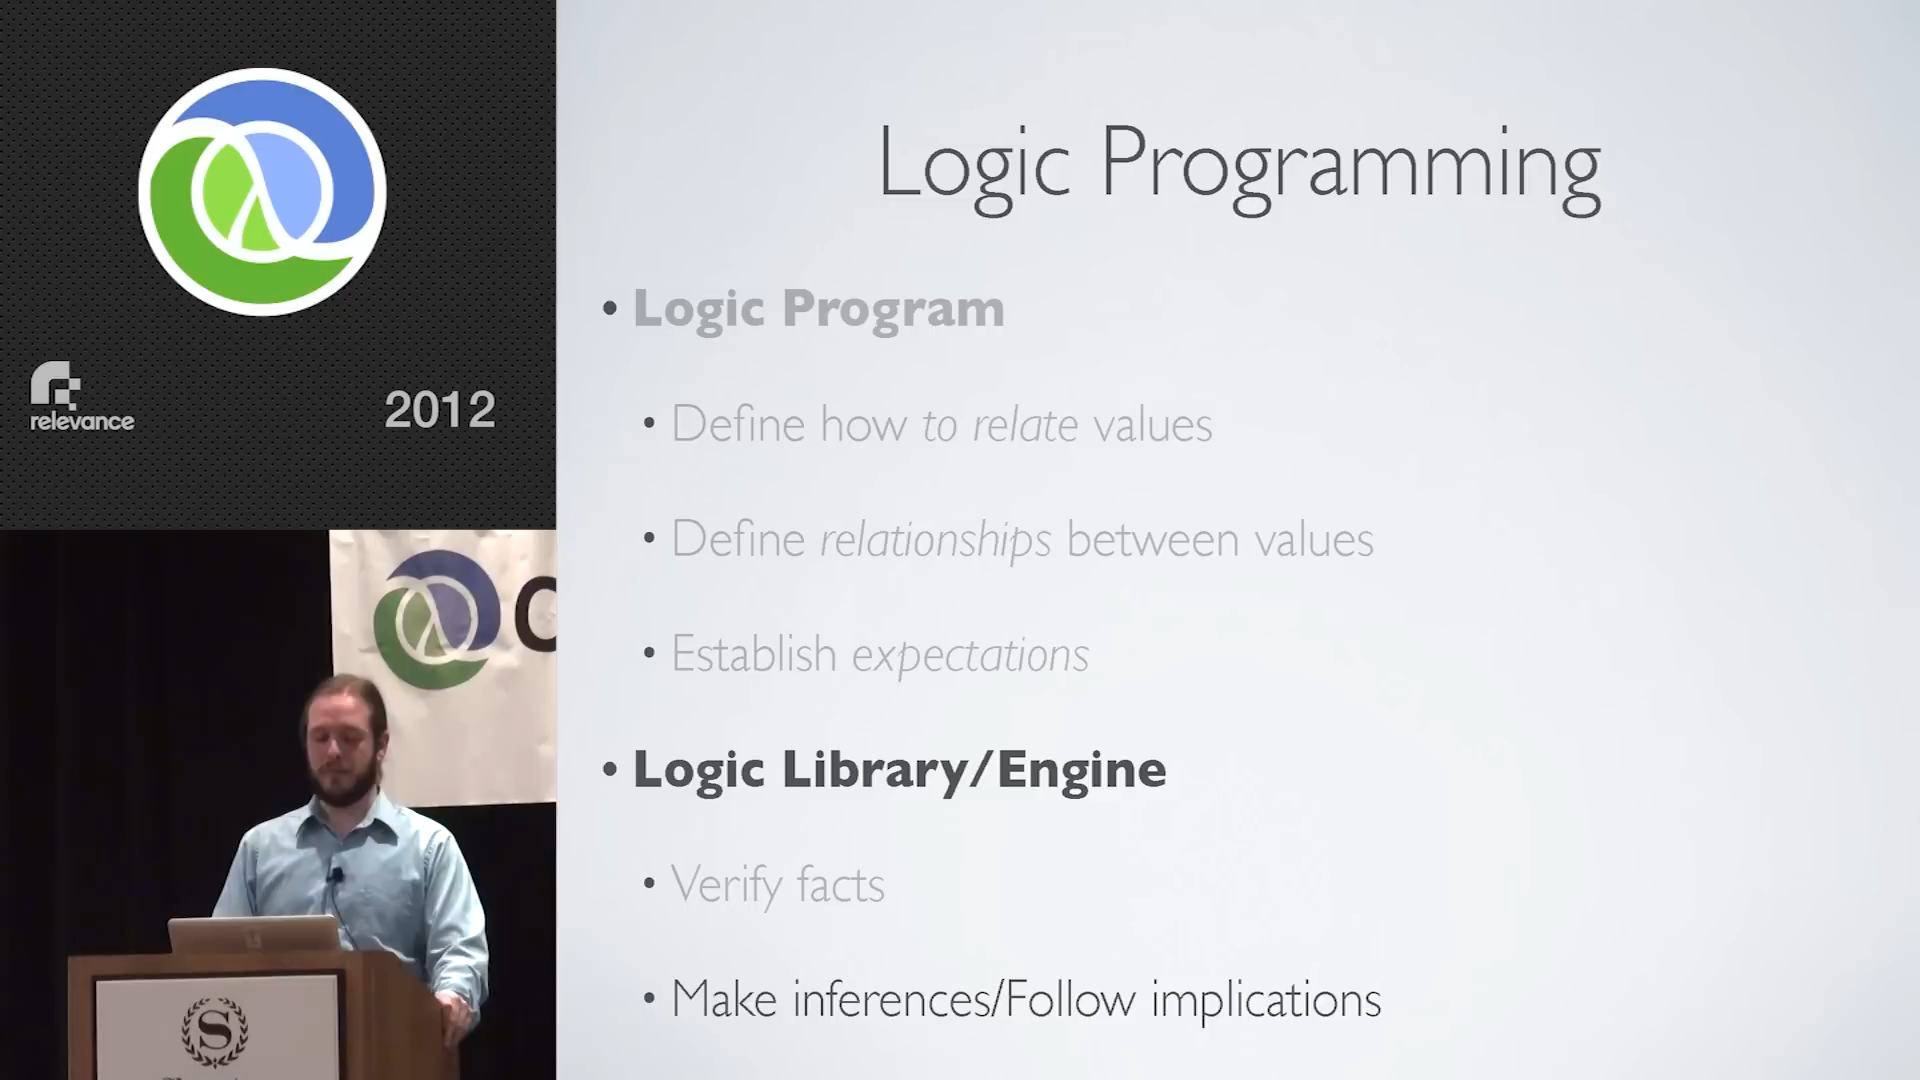 relevance
2012
Logic Programming
• Logic Program
• Define how to relate values
• Define relationships between values
• Establish expectations
• Logic Library/Engine
• Verify facts
• Make inferences/Follow implications
C
S